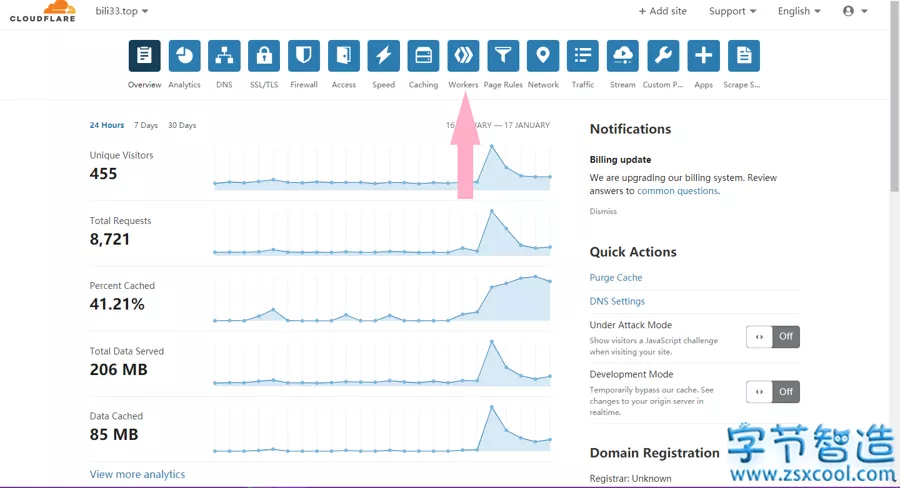 CLOUDFLARE
bili33.top
+ Add site
Support
English
Overview
Analytics
DNS
SSL/TLS
Firewall
Access
Speed
Caching
Workers
Page Rules
Network
Traffic
Stream
Custom P...
Apps
Scrape S...
24 Hours
7 Days
30 Days
— 17 JANUARY
Unique Visitors
455
Total Requests
8,721
Percent Cached
41.21%
Total Data Served
206 MB
Data Cached
85 MB
View more analytics
Notifications
Billing update
We are upgrading our billing system. Review
answers to common questions.
Dismiss
Quick Actions
Purge Cache
DNS Settings
Under Attack Mode
Show visitors a JavaScript challenge
when visiting your site.
Off
Development Mode
Temporarily bypass our cache. See
changes to your origin server in
realtime.
Off
Domain Registration
Registrar: Unknown
字节智造
www.zsxcool.com